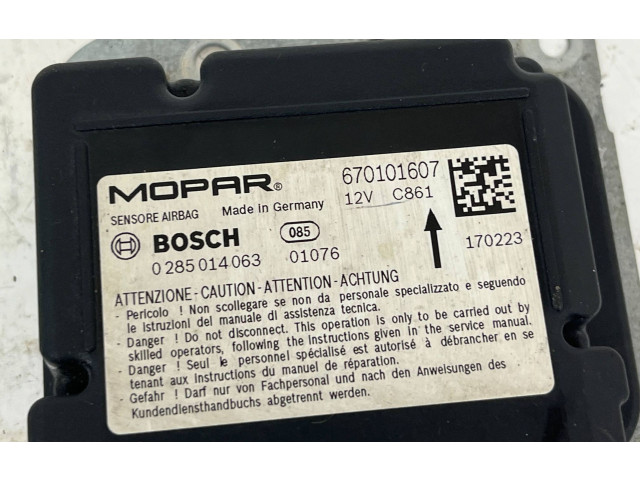 MOPAR® 670101607
SENSORE AIRBAG Made in Germany 12V C861
BOSCH 085
0 285 014 063 01076 170223
ATTENZIONE - CAUTION - ATTENTION - ACHTUNG
- Pericolo ! Non scollegare se non da personale specializzato e seguendo
le istruzioni del manuale di assistenza tecnica.
- Danger ! Do not disconnect. This operation is only to be carried out by
skilled operators, following the Instructions given in the service manual.
- Danger ! Seul le personnel spécialisé est autorisé à débrancher en se
tenant aux Instructions du manuel de réparation.
- Gefahr ! Darf nur von Fachpersonal und nach den Anweisungen des
Kundendiensthandbuchs abgetrennt werden.